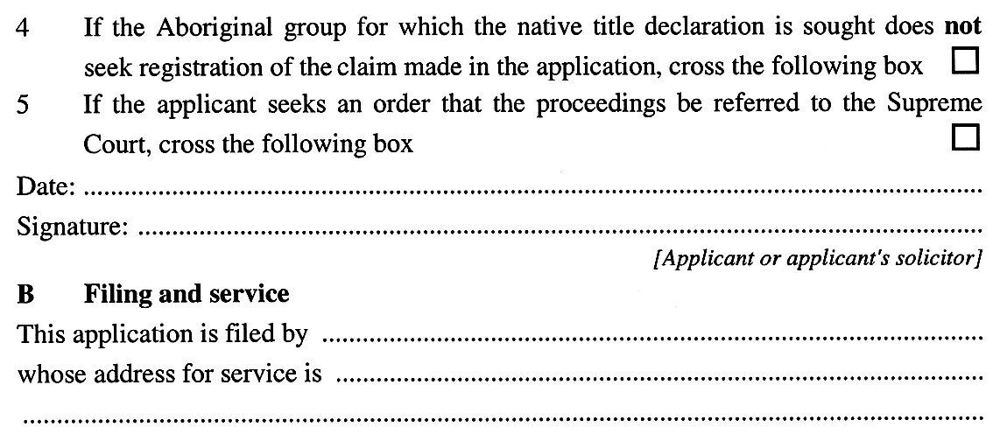 4 If the Aboriginal group for which the native title declaration is sought does not
seek registration of the claim made in the application, cross the following box ☐
5 If the applicant seeks an order that the proceedings be referred to the Supreme
Court, cross the following box ☐
Date: ..........................................................................................
Signature: ..........................................................................................
[Applicant or applicant's solicitor]
B Filing and service
This application is filed by ..........................................................................................
whose address for service is ..........................................................................................
..........................................................................................